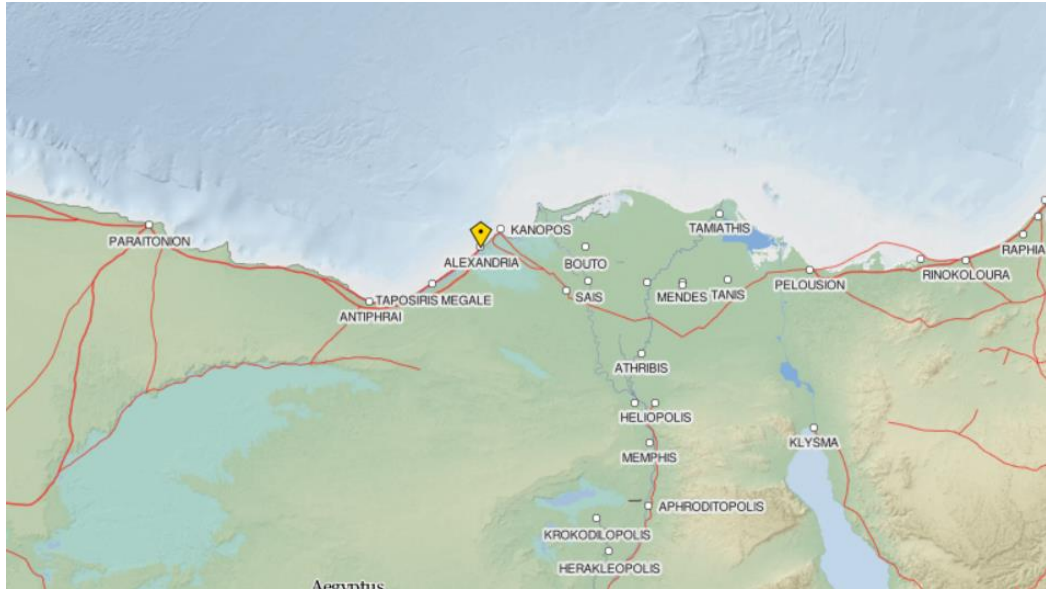 KANOPOS
TAMIATHIS
PARAITONION
ALEXANDRIA
BOUTO
RAPHIA
RINOKOLOURA
TAPOSIRIS MEGALE
SAIS
MENDES
TANIS
PELOUSION
ANTIPHRAI
ATHRIBIS
HELIOPOLIS
KLYSMA
MEMPHIS
APHRODITOPOLIS
KROKODILOPOLIS
HERAKLEOPOLIS
Aegyptus